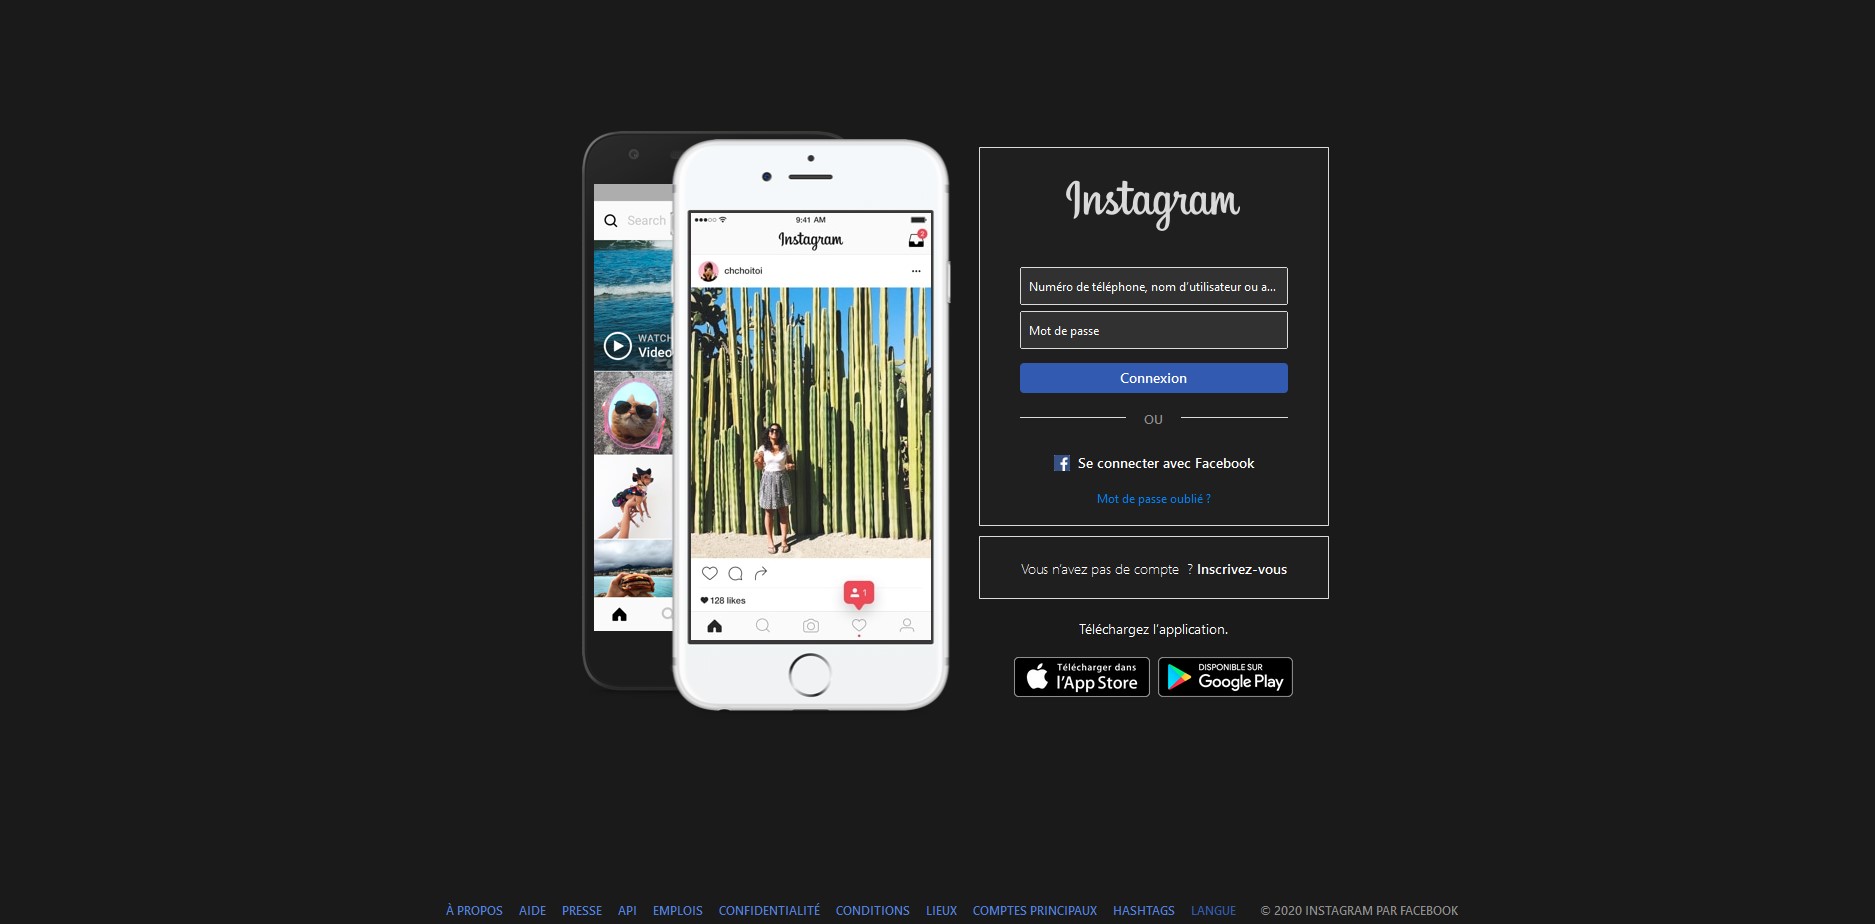 Search
WATCH
Video
9:41 AM
Instagram
2
chchoitoi
128 likes
1
Instagram
Numéro de téléphone, nom d’utilisateur ou a...
Mot de passe
Connexion
OU
Se connecter avec Facebook
Mot de passe oublié ?
Vous n’avez pas de compte ? Inscrivez-vous
Téléchargez l’application.
Télécharger dans
l’App Store
DISPONIBLE SUR
Google Play
À PROPOS AIDE PRESSE API EMPLOIS CONFIDENTIALITÉ CONDITIONS LIEUX COMPTES PRINCIPAUX HASHTAGS LANGUE © 2020 INSTAGRAM PAR FACEBOOK